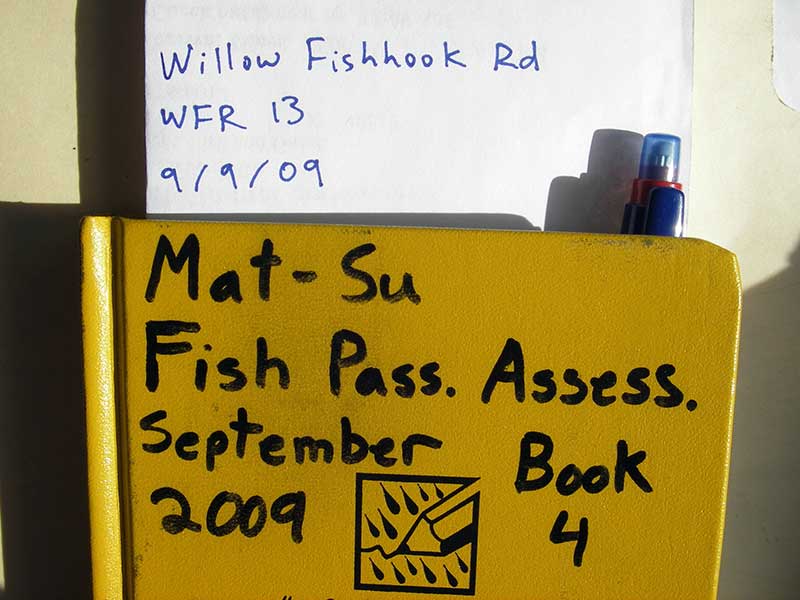 Willow Fishhook Rd
WFR 13
9/9/09
Mat-Su
Fish Pass. Assess.
September Book
2009 4